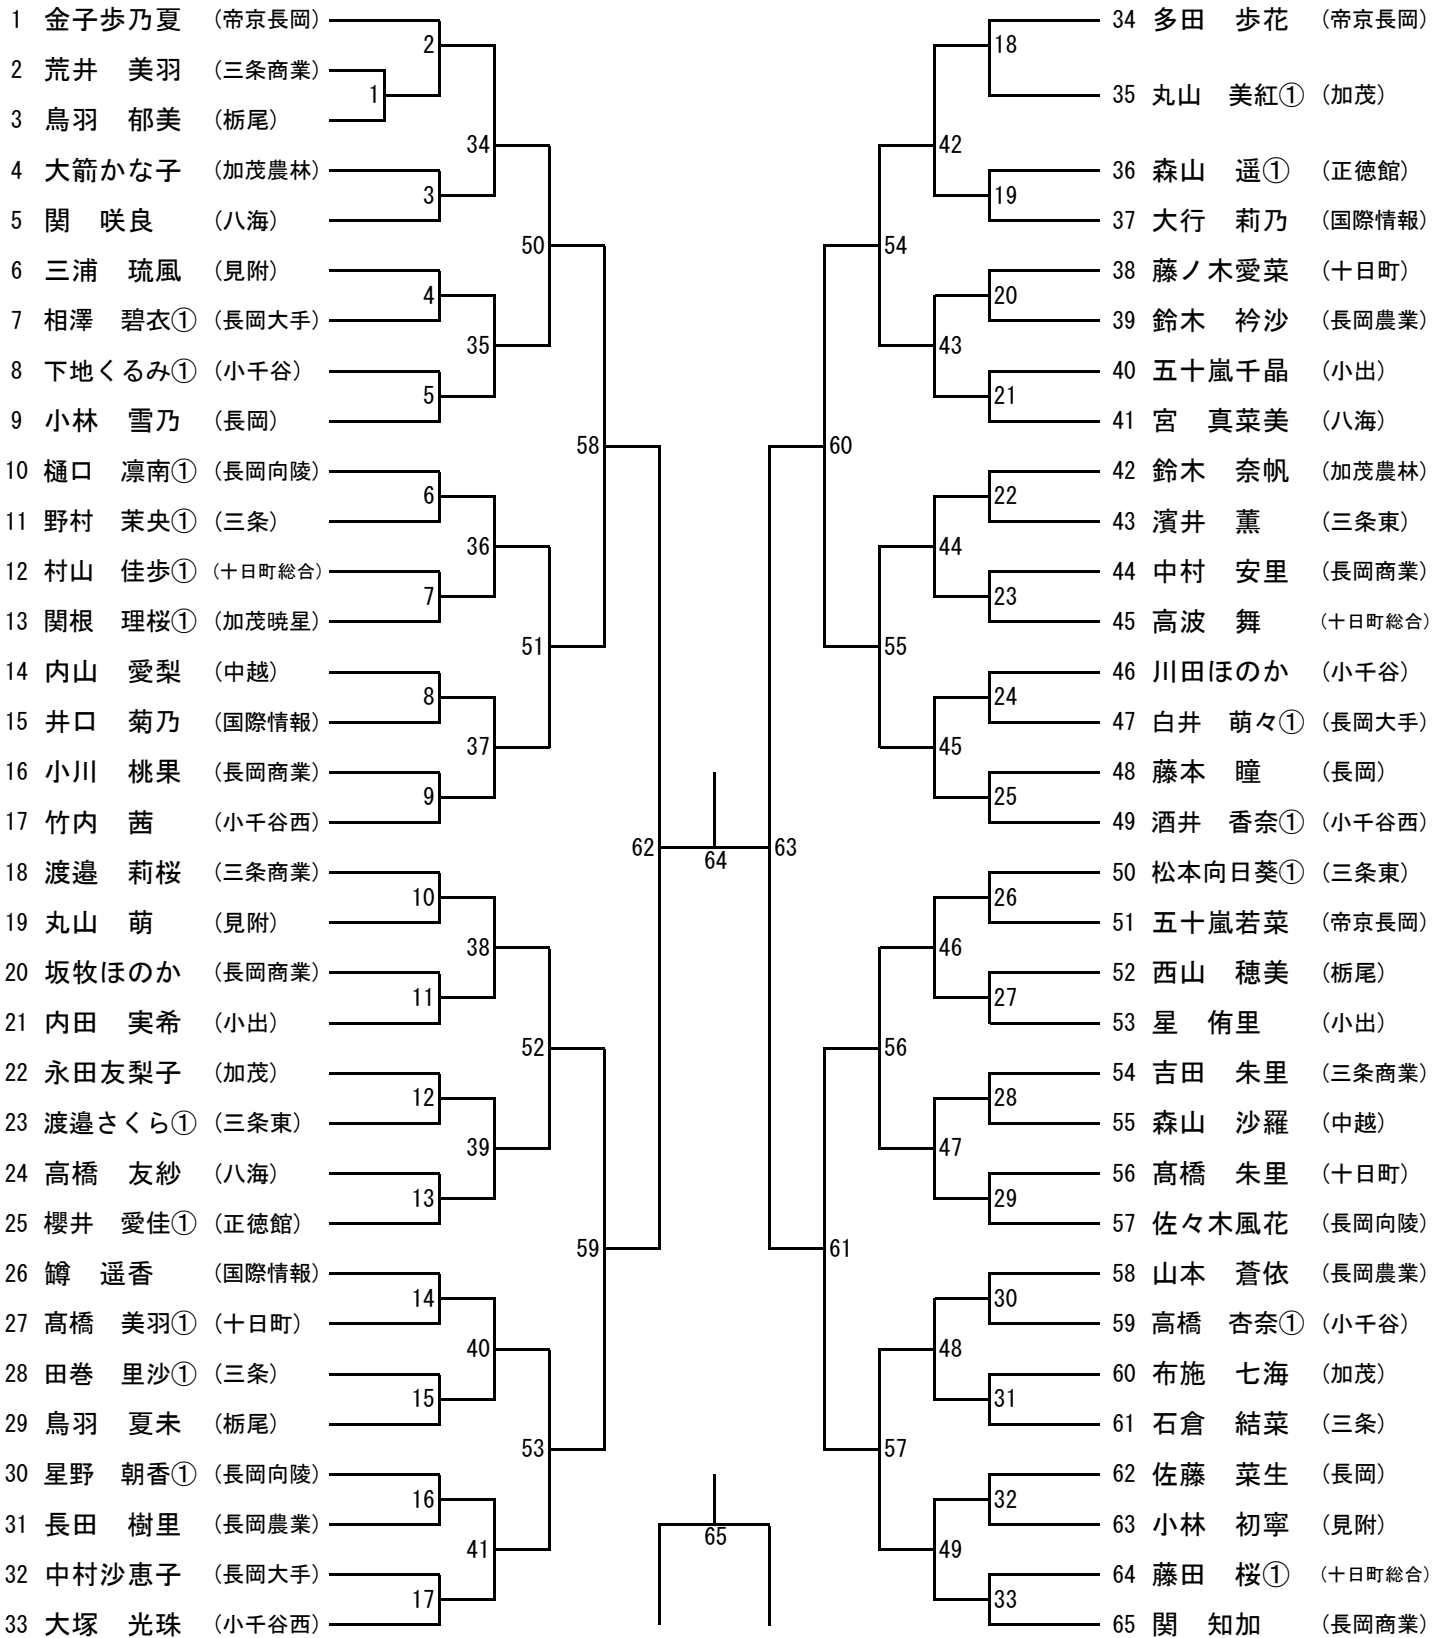 1 金子歩乃夏 (帝京長岡)
2 荒井 美羽 (三条商業)
3 鳥羽 郁美 (栃尾)
4 大箭かな子 (加茂農林)
5 関 咲良 (八海)
6 三浦 琉風 (見附)
7 相澤 碧衣① (長岡大手)
8 下地くるみ① (小千谷)
9 小林 雪乃 (長岡)
10 樋口 凛南① (長岡向陵)
11 野村 茉央① (三条)
12 村山 佳歩① (十日町総合)
13 関根 理桜① (加茂暁星)
14 内山 愛梨 (中越)
15 井口 菊乃 (国際情報)
16 小川 桃果 (長岡商業)
17 竹内 茜 (小千谷西)
18 渡邉 莉桜 (三条商業)
19 丸山 萌 (見附)
20 坂牧ほのか (長岡商業)
21 内田 実希 (小出)
22 永田友梨子 (加茂)
23 渡邉さくら① (三条東)
24 高橋 友紗 (八海)
25 櫻井 愛佳① (正徳館)
26 鱒 遥香 (国際情報)
27 髙橋 美羽① (十日町)
28 田巻 里沙① (三条)
29 鳥羽 夏未 (栃尾)
30 星野 朝香① (長岡向陵)
31 長田 樹里 (長岡農業)
32 中村沙恵子 (長岡大手)
33 大塚 光珠 (小千谷西)
1
2
3
4
5
6
7
8
9
10
11
12
13
14
15
16
17
34
35
36
37
38
39
40
41
50
51
52
53
58
59
62
64
65
63
60
61
54
55
56
57
42
43
44
45
46
47
48
49
18
19
20
21
22
23
24
25
26
27
28
29
30
31
32
33
34 多田 歩花 (帝京長岡)
35 丸山 美紅① (加茂)
36 森山 遥① (正徳館)
37 大行 莉乃 (国際情報)
38 藤ノ木愛菜 (十日町)
39 鈴木 衿沙 (長岡農業)
40 五十嵐千晶 (小出)
41 宮 真菜美 (八海)
42 鈴木 奈帆 (加茂農林)
43 濱井 薫 (三条東)
44 中村 安里 (長岡商業)
45 高波 舞 (十日町総合)
46 川田ほのか (小千谷)
47 白井 萌々① (長岡大手)
48 藤本 瞳 (長岡)
49 酒井 香奈① (小千谷西)
50 松本向日葵① (三条東)
51 五十嵐若菜 (帝京長岡)
52 西山 穂美 (栃尾)
53 星 侑里 (小出)
54 吉田 朱里 (三条商業)
55 森山 沙羅 (中越)
56 髙橋 朱里 (十日町)
57 佐々木風花 (長岡向陵)
58 山本 蒼依 (長岡農業)
59 高橋 杏奈① (小千谷)
60 布施 七海 (加茂)
61 石倉 結菜 (三条)
62 佐藤 菜生 (長岡)
63 小林 初寧 (見附)
64 藤田 桜① (十日町総合)
65 関 知加 (長岡商業)